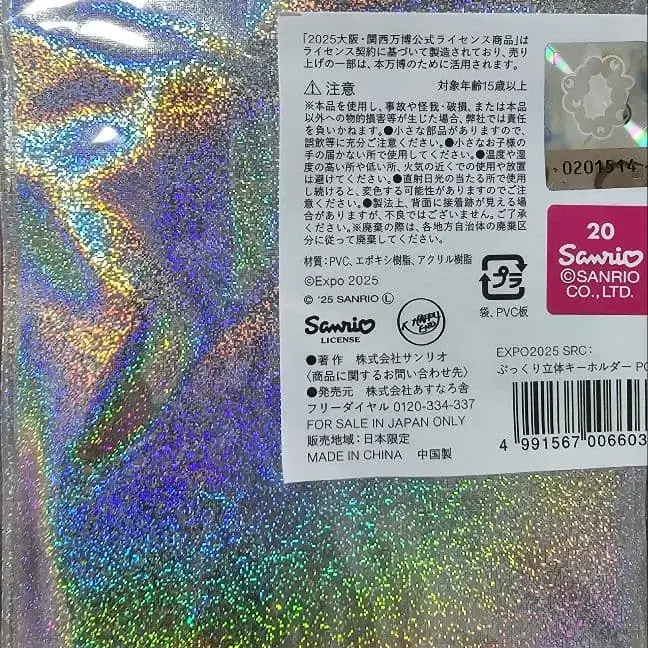 「2025大阪・関西万博公式ライセンス商品」は
ライセンス契約に基づいて製造されており、売り
上げの一部は、本万博のために活用されます。
⚠注意 対象年齢15歳以上
※本品を使用し、事故や怪我・破損、または本品
以外への物的損害等が生じた場合、弊社では責任
を負いかねます。●小さな部品がありますので、
誤飲等に充分ご注意ください。●小さなお子様の
手の届かない所で使用してください。●温度や湿
度の高い所や低い所、火気の近くでの使用や放置
は避けてください。●直射日光の当たる所で使用
し続けると、変色する可能性がありますのでご注
意ください。●製法上、背面に接着跡が見える場
合がありますが、不良ではございません。ご了承
ください。※廃棄の際は、各地方自治体の廃棄区
分に従って廃棄してください。
材質：PVC、エポキシ樹脂、アクリル樹脂
©Expo 2025
© '25 SANRIO Ⓛ
Sanrio
LICENSE
K HAPPY END
プラ
袋、PVC板
0201514
20
Sanrio
©SANRIO
CO., LTD.
●著作 株式会社サンリオ
〈商品に関するお問い合わせ先〉
●発売元 株式会社あすなろ舎
フリーダイヤル 0120-334-337
FOR SALE IN JAPAN ONLY
販売地域：日本限定
MADE IN CHINA 中国製
EXPO2025 SRC：
ぷっくり立体キーホルダー PO
4 991567 006603